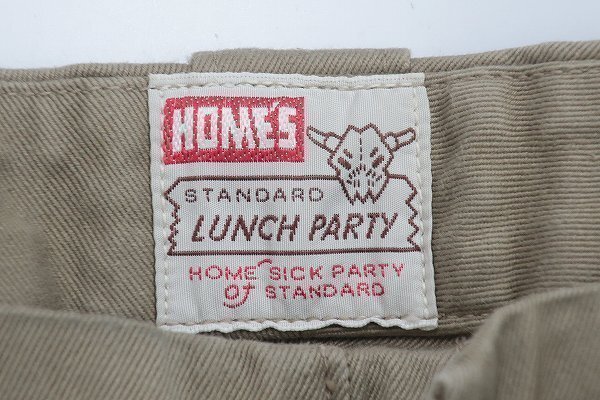 HOME'S
STANDARD
LUNCH PARTY
HOME SICK PARTY
of STANDARD